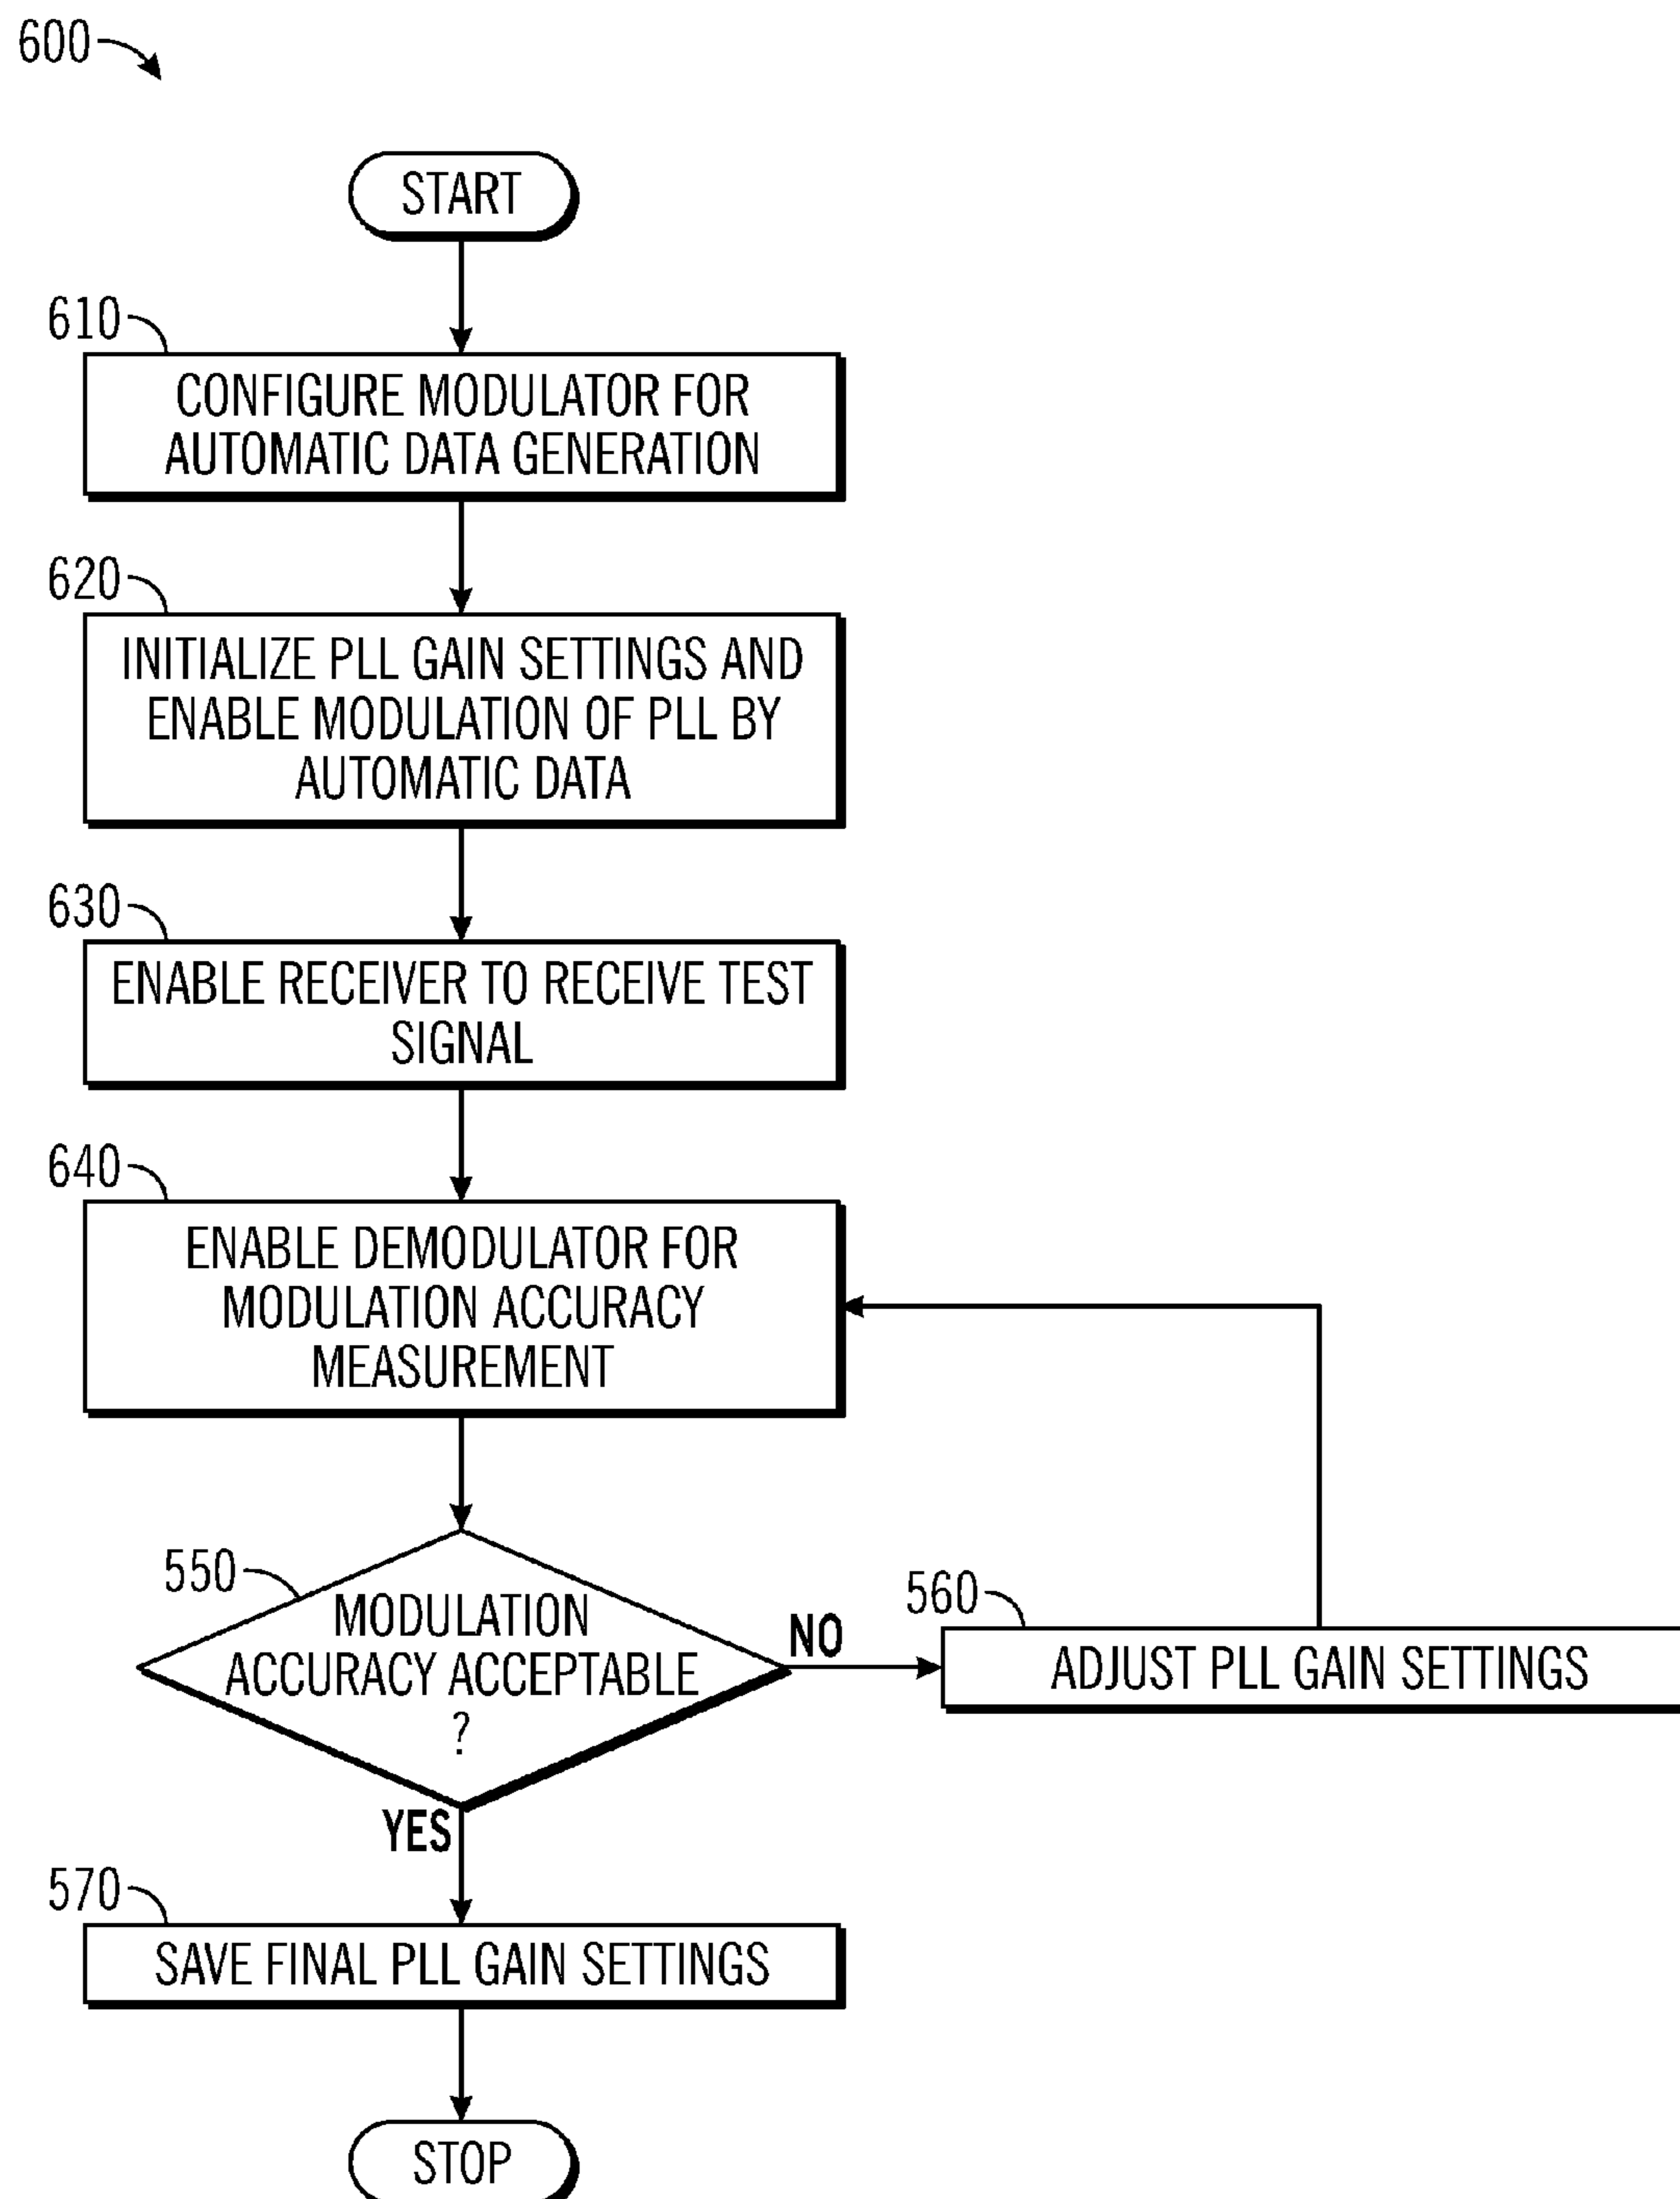 600
START
610
CONFIGURE MODULATOR FOR
AUTOMATIC DATA GENERATION
620
INITIALIZE PLL GAIN SETTINGS AND
ENABLE MODULATION OF PLL BY
AUTOMATIC DATA
630
ENABLE RECEIVER TO RECEIVE TEST
SIGNAL
640
ENABLE DEMODULATOR FOR
MODULATION ACCURACY
MEASUREMENT
550
MODULATION
ACCURACY ACCEPTABLE
?
NO
560
ADJUST PLL GAIN SETTINGS
YES
570
SAVE FINAL PLL GAIN SETTINGS
STOP